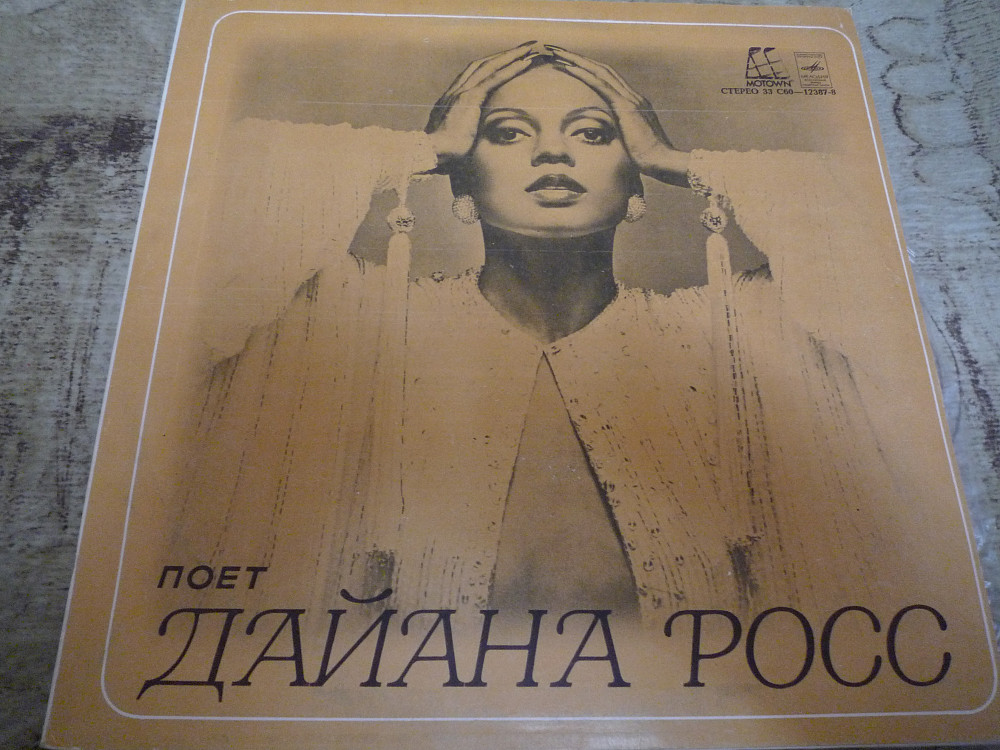 MOTOWN
СТЕРЕО 33 С60—12387-8
ПОЕТ
ДАЙАНА РОСС